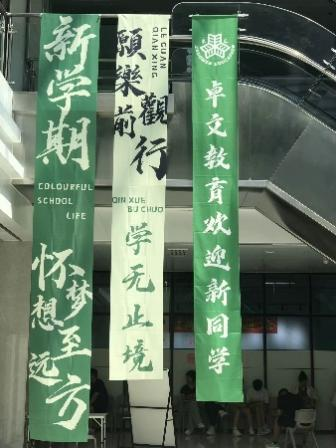 新学期
COLOURFUL
SCHOOL
LIFE
怀梦想至远方
LE GUAN
QIAN XING
願樂觀前行
QIN XUE
BU CHUO
学无止境
卓文教育欢迎新同学